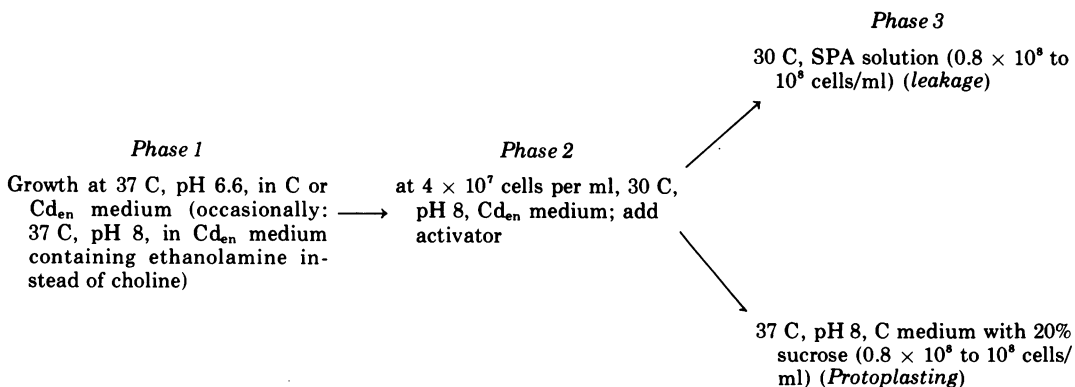 Phase 1
Growth at 37 C, pH 6.6, in C or
Cd_en medium (occasionally:
37 C, pH 8, in Cd_en medium
containing ethanolamine in-
stead of choline)
Phase 2
at 4 × 10⁷ cells per ml, 30 C,
pH 8, Cd_en medium; add
activator
Phase 3
30 C, SPA solution (0.8 × 10⁸ to
10⁸ cells/ml) (leakage)
37 C, pH 8, C medium with 20%
sucrose (0.8 × 10⁸ to 10⁸ cells/
ml) (Protoplasting)